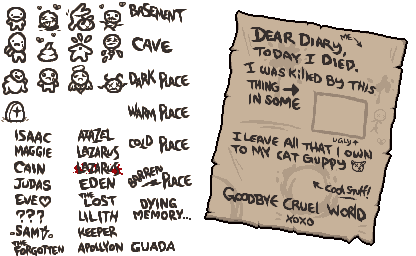 BASEMENT
CAVE
DARK PLACE
WARM PLACE
COLD PLACE
BARREN PLACE
DYING
MEMORY...
GUADA
ISAAC
MAGGIE
CAIN
JUDAS
EVE♡
???
-SAMSON-
THE
FORGOTTEN
AZAZEL
LAZARUS
LAZARUS
EDEN
THE
LOST
LILITH
KEEPER
APOLLYON
DEAR DIARY,
ME
TODAY I DIED.
I WAS KILLED BY THIS
THING →
IN SOME
UGLY↑
I LEAVE ALL THAT I OWN
TO MY CAT GUPPY
↖COOL STUFF!
GOODBYE CRUEL WORLD
XOXO